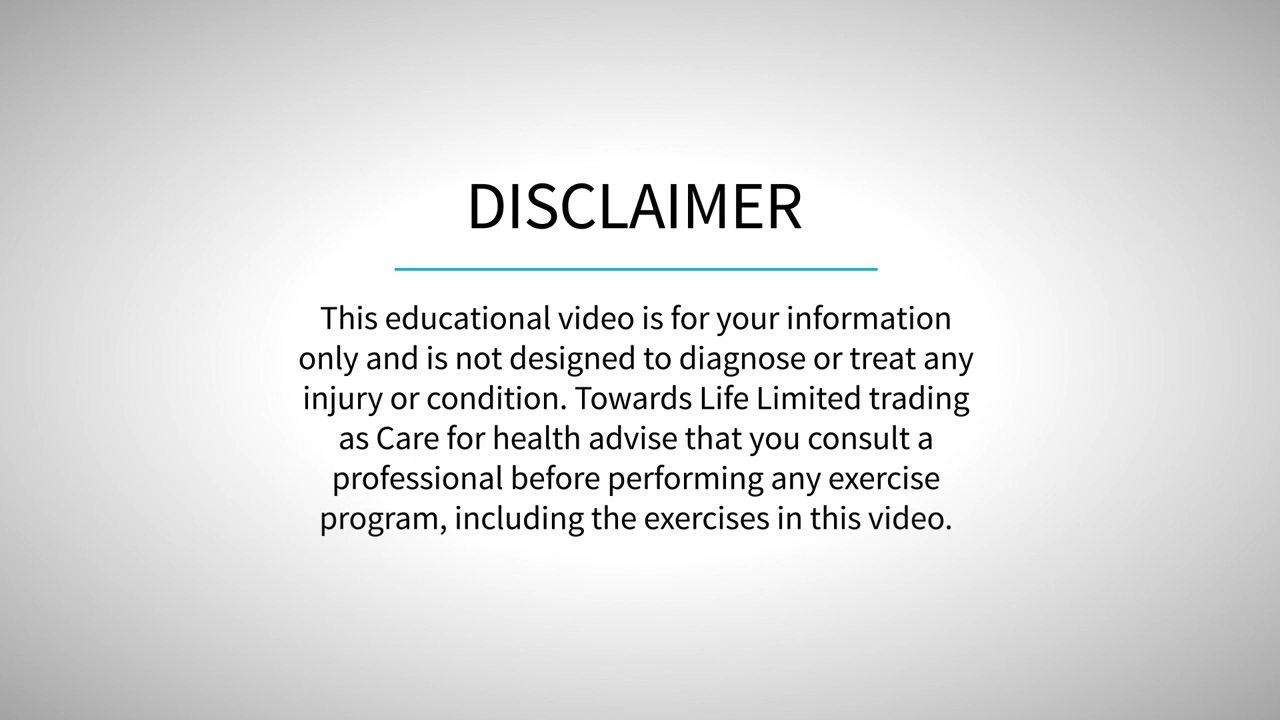 DISCLAIMER
This educational video is for your information
only and is not designed to diagnose or treat any
injury or condition. Towards Life Limited trading
as Care for health advise that you consult a
professional before performing any exercise
program, including the exercises in this video.